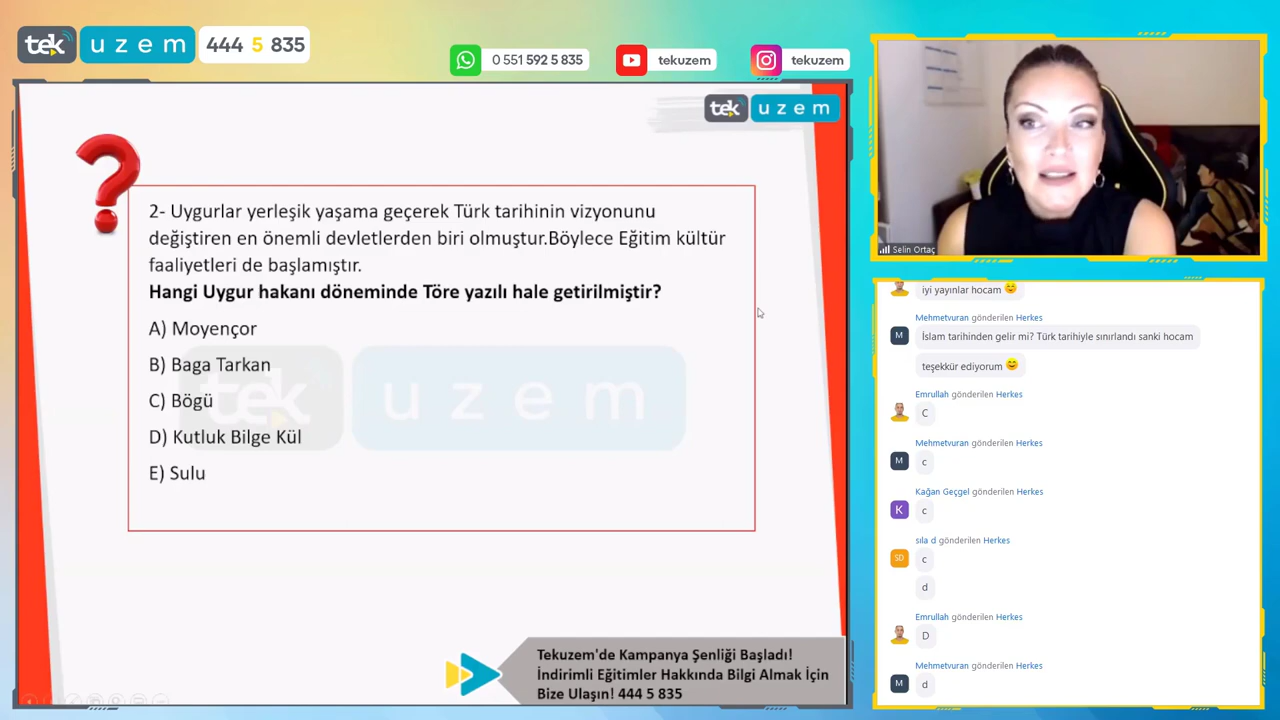 tek uzem 444 5 835
0 551 592 5 835
tekuzem
tekuzem
tek uzem
2- Uygurlar yerleşik yaşama geçerek Türk tarihinin vizyonunu
değiştiren en önemli devletlerden biri olmuştur.Böylece Eğitim kültür
faaliyetleri de başlamıştır.
Hangi Uygur hakanı döneminde Töre yazılı hale getirilmiştir?
A) Moyençor
B) Baga Tarkan
C) Bögü
D) Kutluk Bilge Kül
E) Sulu
tek uzem
Tekuzem'de Kampanya Şenliği Başladı!
İndirimli Eğitimler Hakkında Bilgi Almak İçin
Bize Ulaşın! 444 5 835
Selin Ortaç
iyi yayınlar hocam 😊
Mehmetvuran gönderilen Herkes
M
İslam tarihinden gelir mi? Türk tarihiyle sınırlandı sanki hocam
teşekkür ediyorum 😊
Emrullah gönderilen Herkes
C
Mehmetvuran gönderilen Herkes
M
c
Kağan Geçgel gönderilen Herkes
K
c
sıla d gönderilen Herkes
SD
c
d
Emrullah gönderilen Herkes
D
Mehmetvuran gönderilen Herkes
M
d